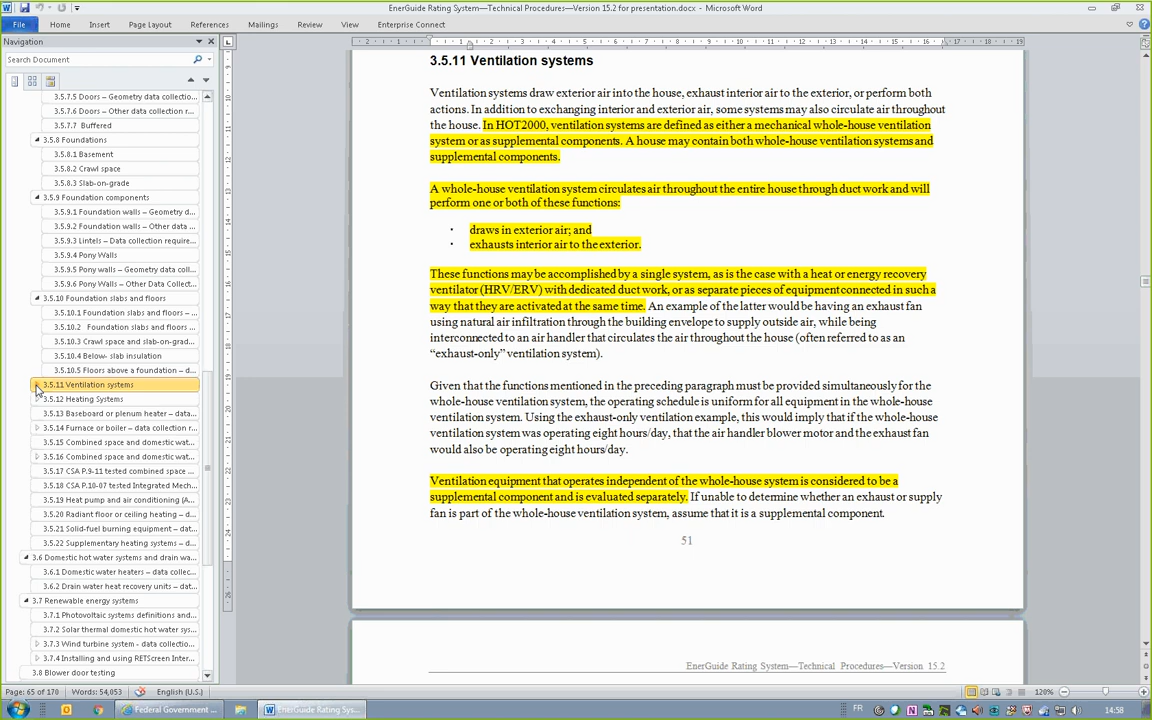 EnerGuide Rating System—Technical Procedures—Version 15.2 for presentation.docx - Microsoft Word
File Home Insert Page Layout References Mailings Review View Enterprise Connect
Navigation
Search Document
3.5.7.5 Doors – Geometry data collectio...
3.5.7.6 Doors – Other data collection r...
3.5.7.7 Buffered
3.5.8 Foundations
3.5.8.1 Basement
3.5.8.2 Crawl space
3.5.8.3 Slab-on-grade
3.5.9 Foundation components
3.5.9.1 Foundation walls – Geometry d...
3.5.9.2 Foundation walls – Other data ...
3.5.9.3 Lintels – Data collection require...
3.5.9.4 Pony Walls
3.5.9.5 Pony walls – Geometry data coll...
3.5.9.6 Pony walls – Other Data Collect...
3.5.10 Foundation slabs and floors
3.5.10.1 Foundation slabs and floors – ...
3.5.10.2 Foundation slabs and floors ...
3.5.10.3 Crawl space and slab-on-grad...
3.5.10.4 Below- slab insulation
3.5.10.5 Floors above a foundation – d...
3.5.11 Ventilation systems
3.5.12 Heating Systems
3.5.13 Baseboard or plenum heater – data...
3.5.14 Furnace or boiler – data collection r...
3.5.15 Combined space and domestic wat...
3.5.16 Combined space and domestic wat...
3.5.17 CSA P.9-11 tested combined space ...
3.5.18 CSA P.10-07 tested Integrated Mech...
3.5.19 Heat pump and air conditioning (A...
3.5.20 Radiant floor or ceiling heating – d...
3.5.21 Solid-fuel burning equipment – dat...
3.5.22 Supplementary heating systems – d...
3.6 Domestic hot water systems and drain wa...
3.6.1 Domestic water heaters – data collec...
3.6.2 Drain water heat recovery units – dat...
3.7 Renewable energy systems
3.7.1 Photovoltaic systems definitions and...
3.7.2 Solar thermal domestic hot water sys...
3.7.3 Wind turbine system - data collectio...
3.7.4 Installing and using RETScreen Inter...
3.8 Blower door testing
3.5.11 Ventilation systems
Ventilation systems draw exterior air into the house, exhaust interior air to the exterior, or perform both
actions. In addition to exchanging interior and exterior air, some systems may also circulate air throughout
the house. In HOT2000, ventilation systems are defined as either a mechanical whole-house ventilation
system or as supplemental components. A house may contain both whole-house ventilation systems and
supplemental components.
A whole-house ventilation system circulates air throughout the entire house through duct work and will
perform one or both of these functions:
· draws in exterior air; and
· exhausts interior air to the exterior.
These functions may be accomplished by a single system, as is the case with a heat or energy recovery
ventilator (HRV/ERV) with dedicated duct work, or as separate pieces of equipment connected in such a
way that they are activated at the same time. An example of the latter would be having an exhaust fan
using natural air infiltration through the building envelope to supply outside air, while being
interconnected to an air handler that circulates the air throughout the house (often referred to as an
“exhaust-only” ventilation system).
Given that the functions mentioned in the preceding paragraph must be provided simultaneously for the
whole-house ventilation system, the operating schedule is uniform for all equipment in the whole-house
ventilation system. Using the exhaust-only ventilation example, this would imply that if the whole-house
ventilation system was operating eight hours/day, that the air handler blower motor and the exhaust fan
would also be operating eight hours/day.
Ventilation equipment that operates independent of the whole-house system is considered to be a
supplemental component and is evaluated separately. If unable to determine whether an exhaust or supply
fan is part of the whole-house ventilation system, assume that it is a supplemental component.
51
EnerGuide Rating System—Technical Procedures—Version 15.2
Page: 65 of 170 Words: 54,053 English (U.S.) 120%
Federal Government ... EnerGuide Rating Sys... FR 14:58